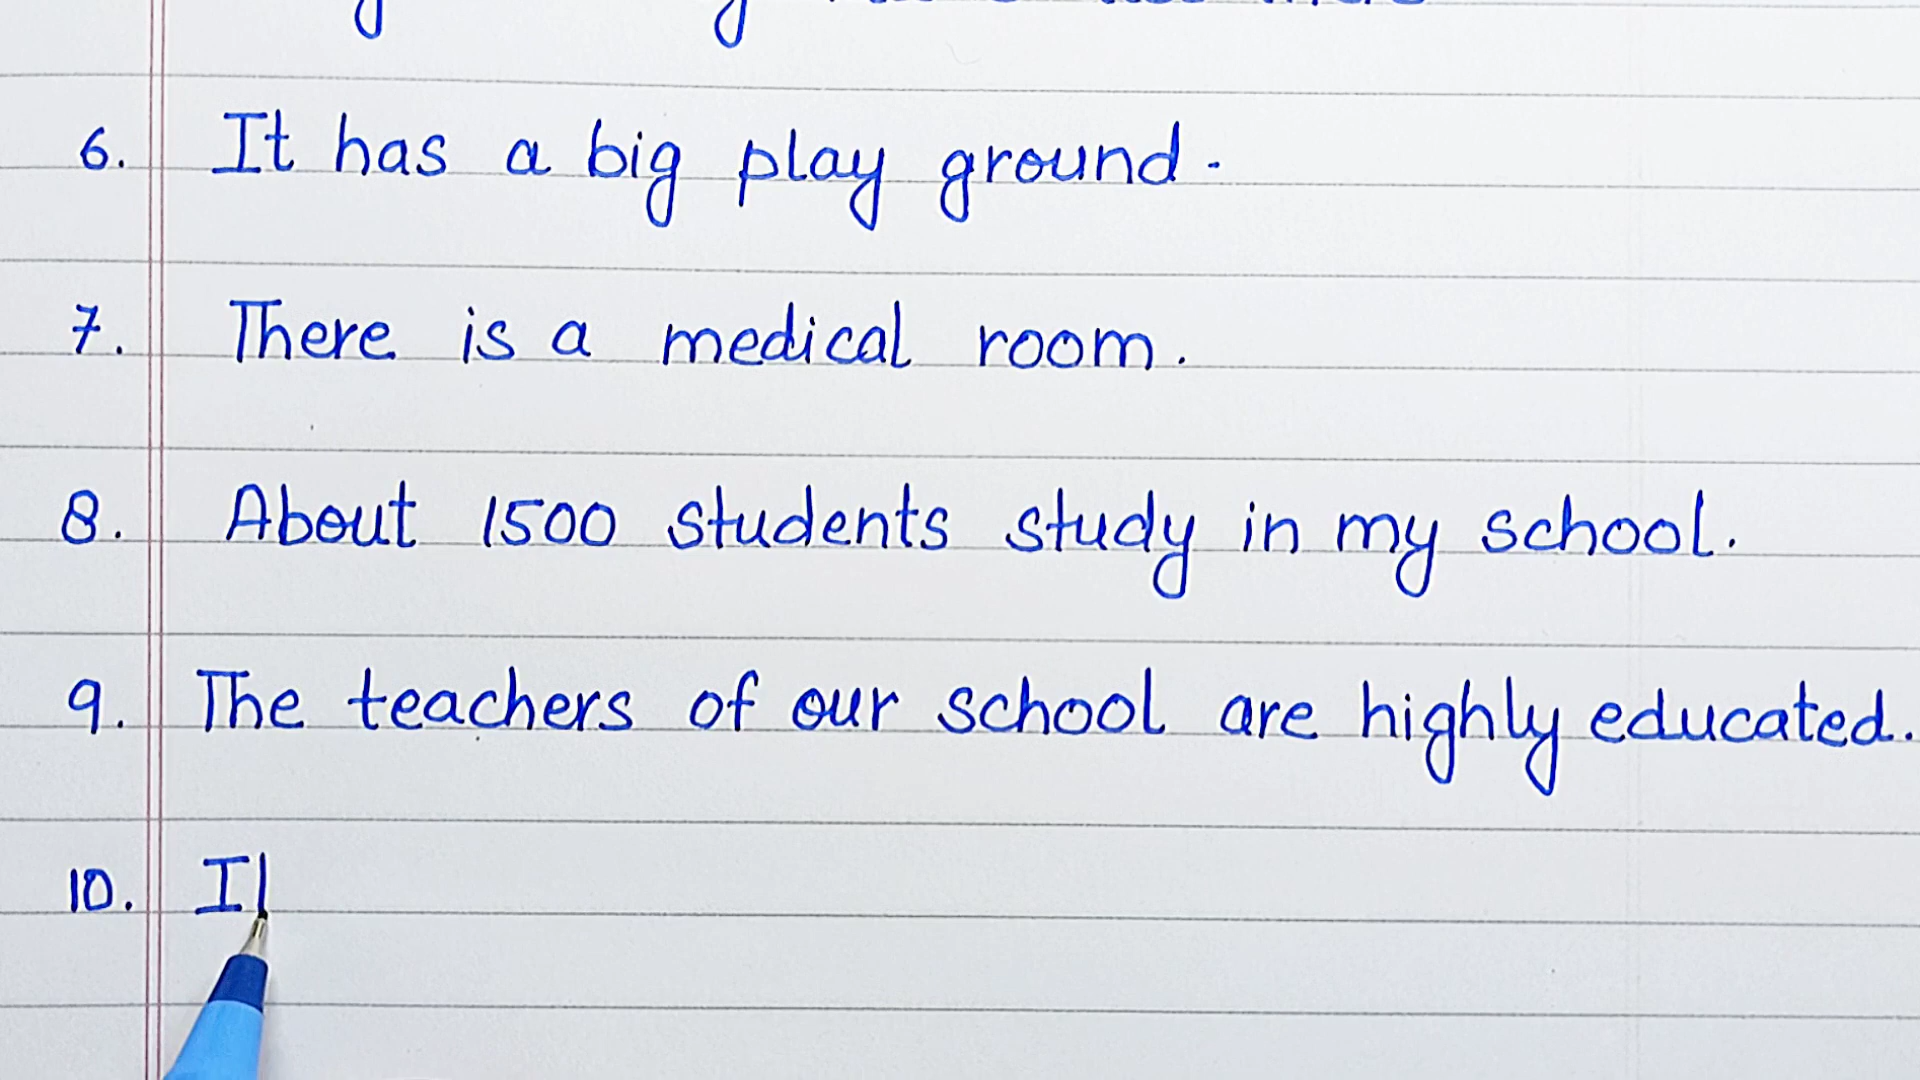 6. It has a big play ground.
7. There is a medical room.
8. About 1500 students study in my school.
9. The teachers of our school are highly educated.
10. I